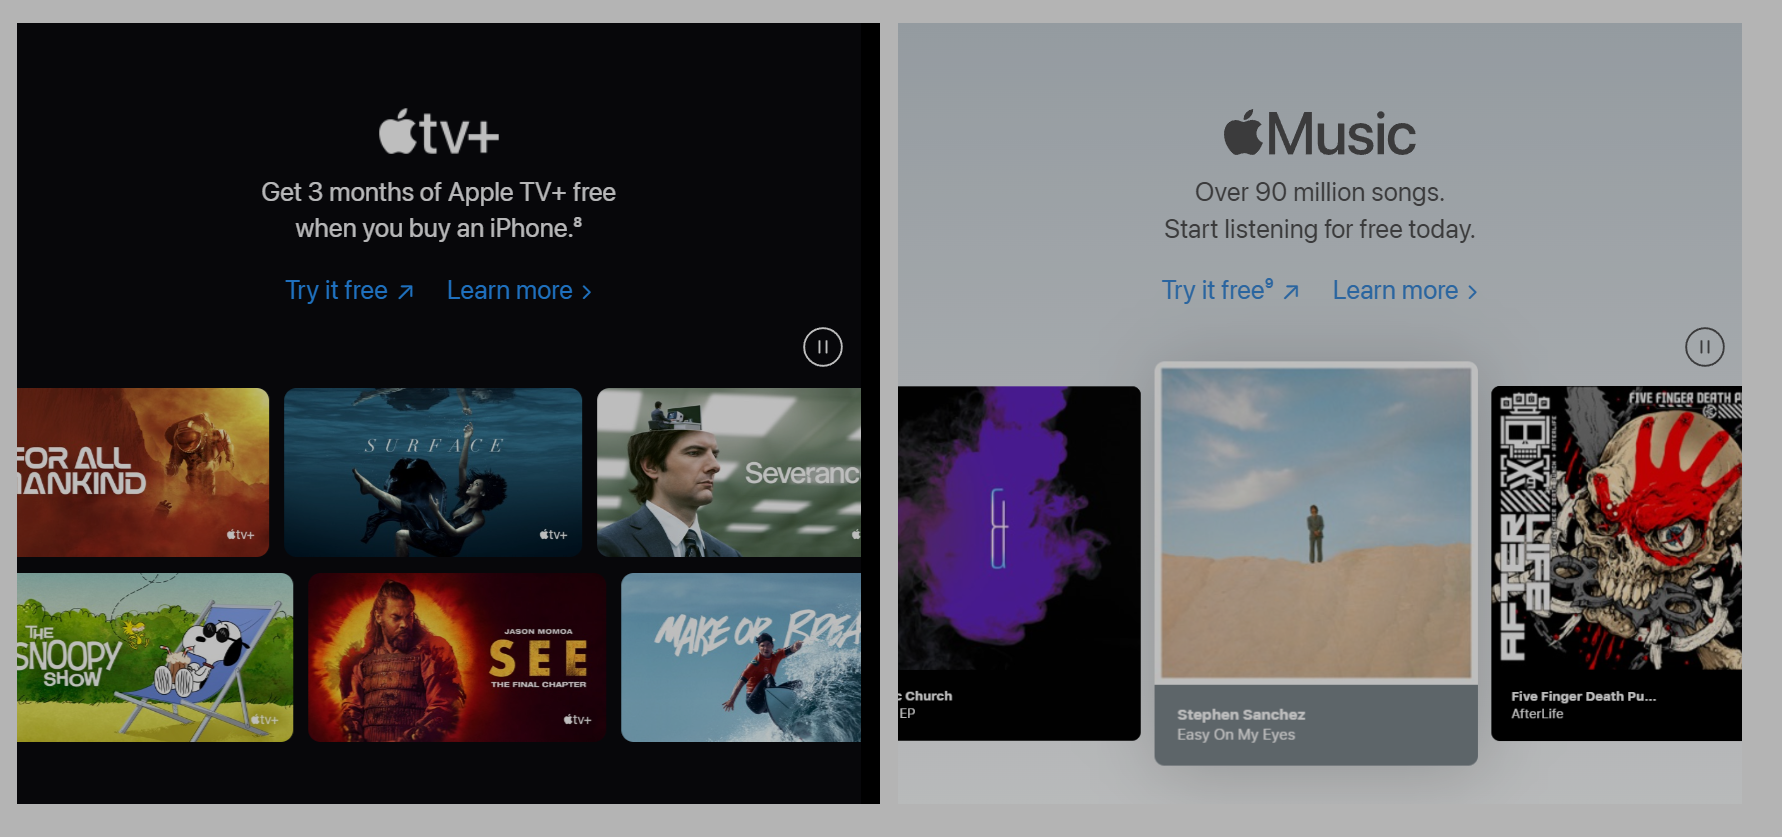 tv+
Get 3 months of Apple TV+ free
when you buy an iPhone.⁸
Try it free ↗ Learn more >
FOR ALL
MANKIND
tv+
SURFACE
tv+
Severanc
THE
SNOOPY
SHOW
tv+
JASON MOMOA
SEE
THE FINAL CHAPTER
tv+
MAKE OR BREA
Music
Over 90 million songs.
Start listening for free today.
Try it free⁹ ↗ Learn more >
c Church
EP
Stephen Sanchez
Easy On My Eyes
FIVE FINGER DEATH P
AFTER
LIFE
Five Finger Death Pu...
AfterLife